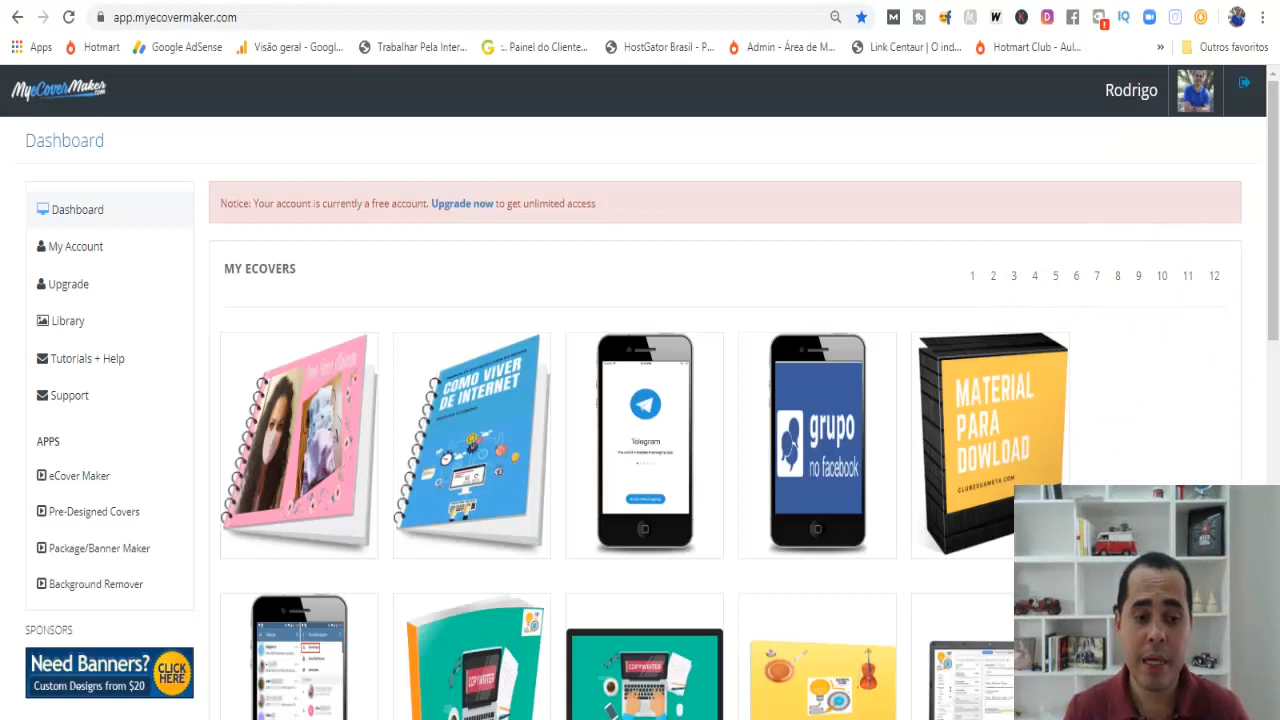 app.myecovermaker.com
Apps
Hotmart
Google AdSense
Visão geral - Googl...
Trabalhar Pela Inter...
:. Painel do Cliente...
HostGator Brasil - P...
Admin - Área de M...
Link Centaur | O ind...
Hotmart Club - Aul...
»
Outros favoritos
MyeCoverMaker
.COM
Rodrigo
Dashboard
Dashboard
My Account
Upgrade
Library
Tutorials + Help
Support
APPS
eCover Maker
Pre-Designed Covers
Package/Banner Maker
Background Remover
SPONSORS
Need Banners?
Custom Designs from $20
CLICK
HERE
Notice: Your account is currently a free account. Upgrade now to get unlimited access
MY ECOVERS
1 2 3 4 5 6 7 8 9 10 11 12
COMO VIVER
DE INTERNET
Telegram
grupo
no facebook
MATERIAL
PARA
DOWLOAD
CLUBESUAMETA.COM
COPYWRITER
COPYWRITER